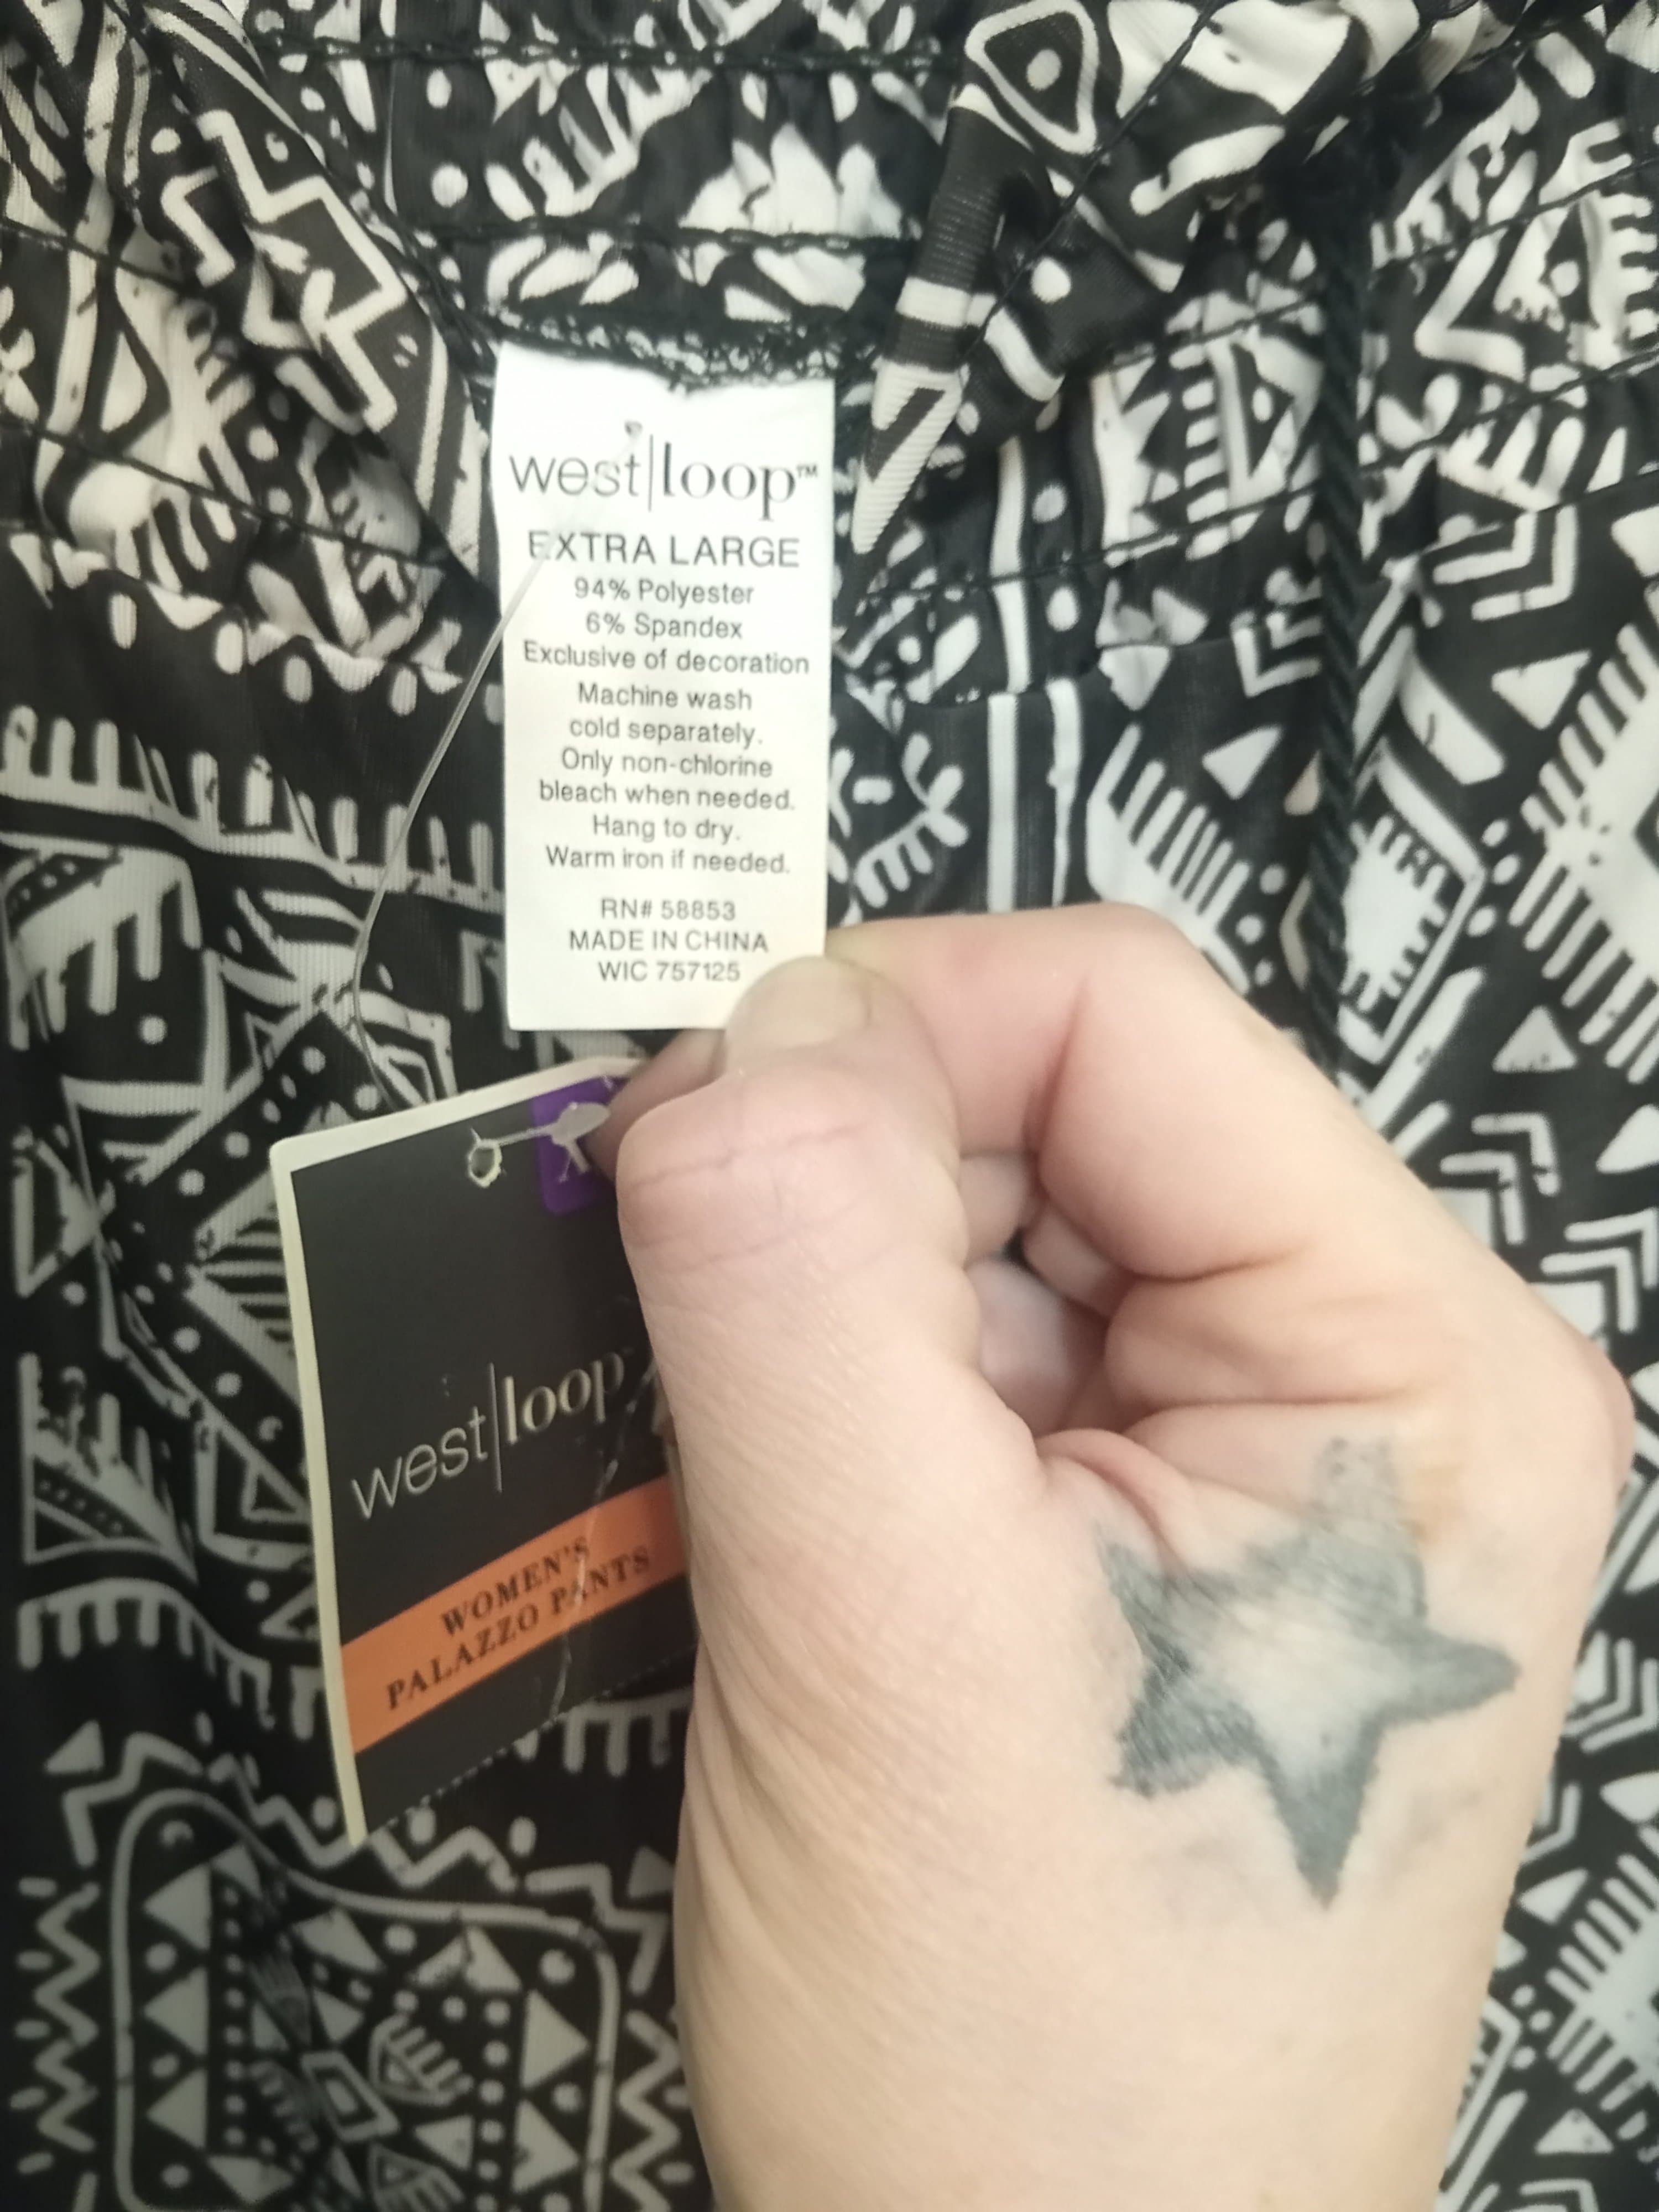 west|loop™
EXTRA LARGE
94% Polyester
6% Spandex
Exclusive of decoration
Machine wash
cold separately.
Only non-chlorine
bleach when needed.
Hang to dry.
Warm iron if needed.
RN# 58853
MADE IN CHINA
WIC 757125
west|loop™
WOMEN'S
PALAZZO PANTS